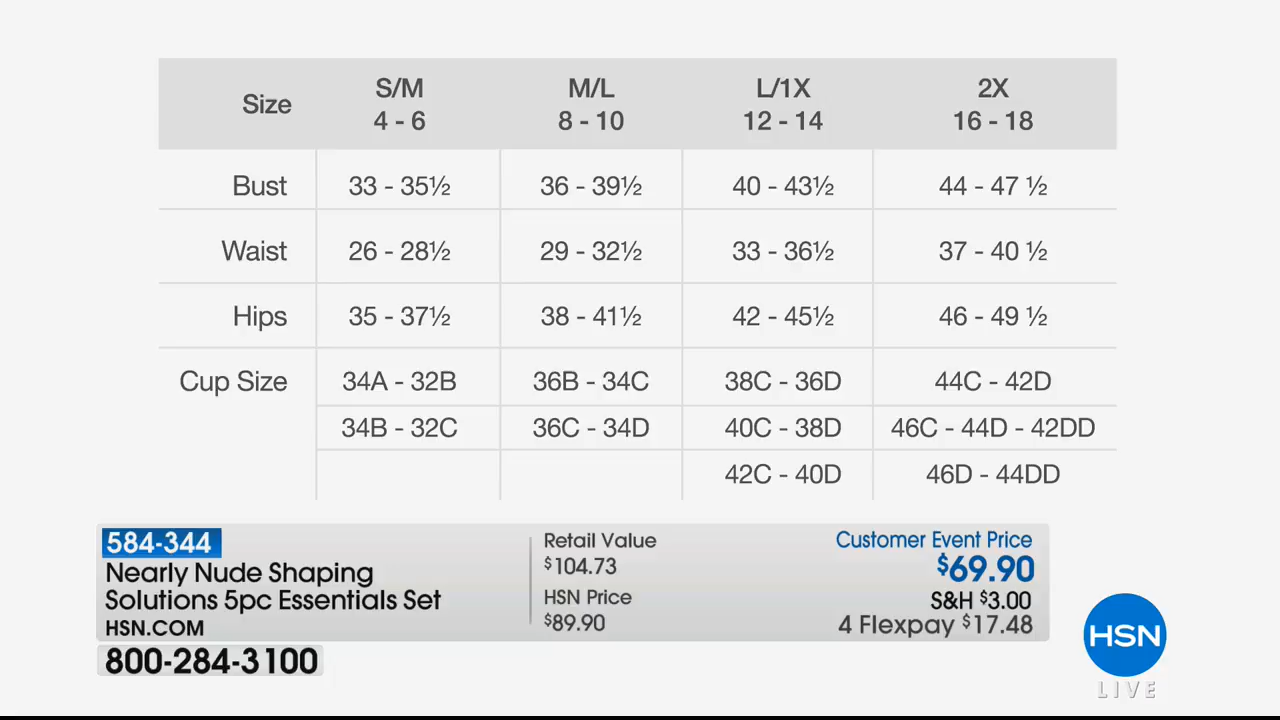 Size S/M M/L L/1X 2X
4 - 6 8 - 10 12 - 14 16 - 18
Bust 33 - 35½ 36 - 39½ 40 - 43½ 44 - 47 ½
Waist 26 - 28½ 29 - 32½ 33 - 36½ 37 - 40 ½
Hips 35 - 37½ 38 - 41½ 42 - 45½ 46 - 49 ½
Cup Size 34A - 32B 36B - 34C 38C - 36D 44C - 42D
34B - 32C 36C - 34D 40C - 38D 46C - 44D - 42DD
42C - 40D 46D - 44DD
584-344
Nearly Nude Shaping
Solutions 5pc Essentials Set
HSN.COM
800-284-3100
Retail Value
$104.73
HSN Price
$89.90
Customer Event Price
$69.90
S&H $3.00
4 Flexpay $17.48
HSN
LIVE